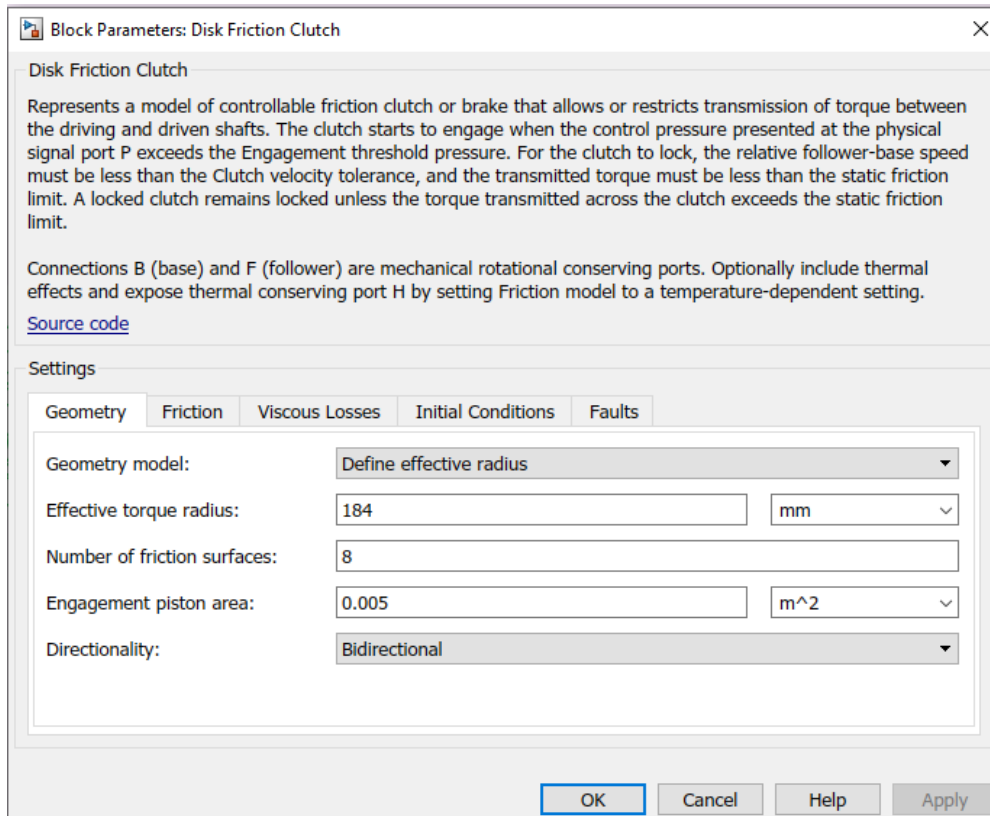 Block Parameters: Disk Friction Clutch
Disk Friction Clutch
Represents a model of controllable friction clutch or brake that allows or restricts transmission of torque between
the driving and driven shafts. The clutch starts to engage when the control pressure presented at the physical
signal port P exceeds the Engagement threshold pressure. For the clutch to lock, the relative follower-base speed
must be less than the Clutch velocity tolerance, and the transmitted torque must be less than the static friction
limit. A locked clutch remains locked unless the torque transmitted across the clutch exceeds the static friction
limit.
Connections B (base) and F (follower) are mechanical rotational conserving ports. Optionally include thermal
effects and expose thermal conserving port H by setting Friction model to a temperature-dependent setting.
Source code
Settings
Geometry Friction Viscous Losses Initial Conditions Faults
Geometry model: Define effective radius
Effective torque radius: 184 mm
Number of friction surfaces: 8
Engagement piston area: 0.005 m^2
Directionality: Bidirectional
OK Cancel Help Apply